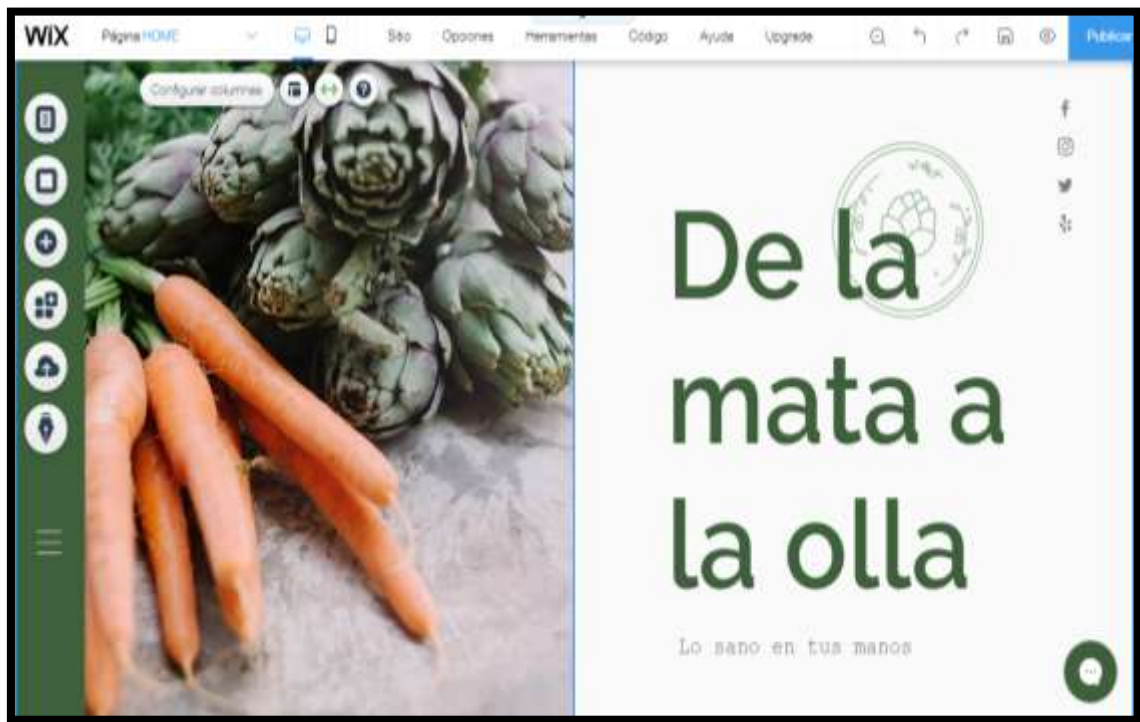 WiX Página HOME Sitio Opciones Herramientas Código Ayuda Upgrade Publicar
Configurar columnas
De la
mata a
la olla
Lo sano en tus manos